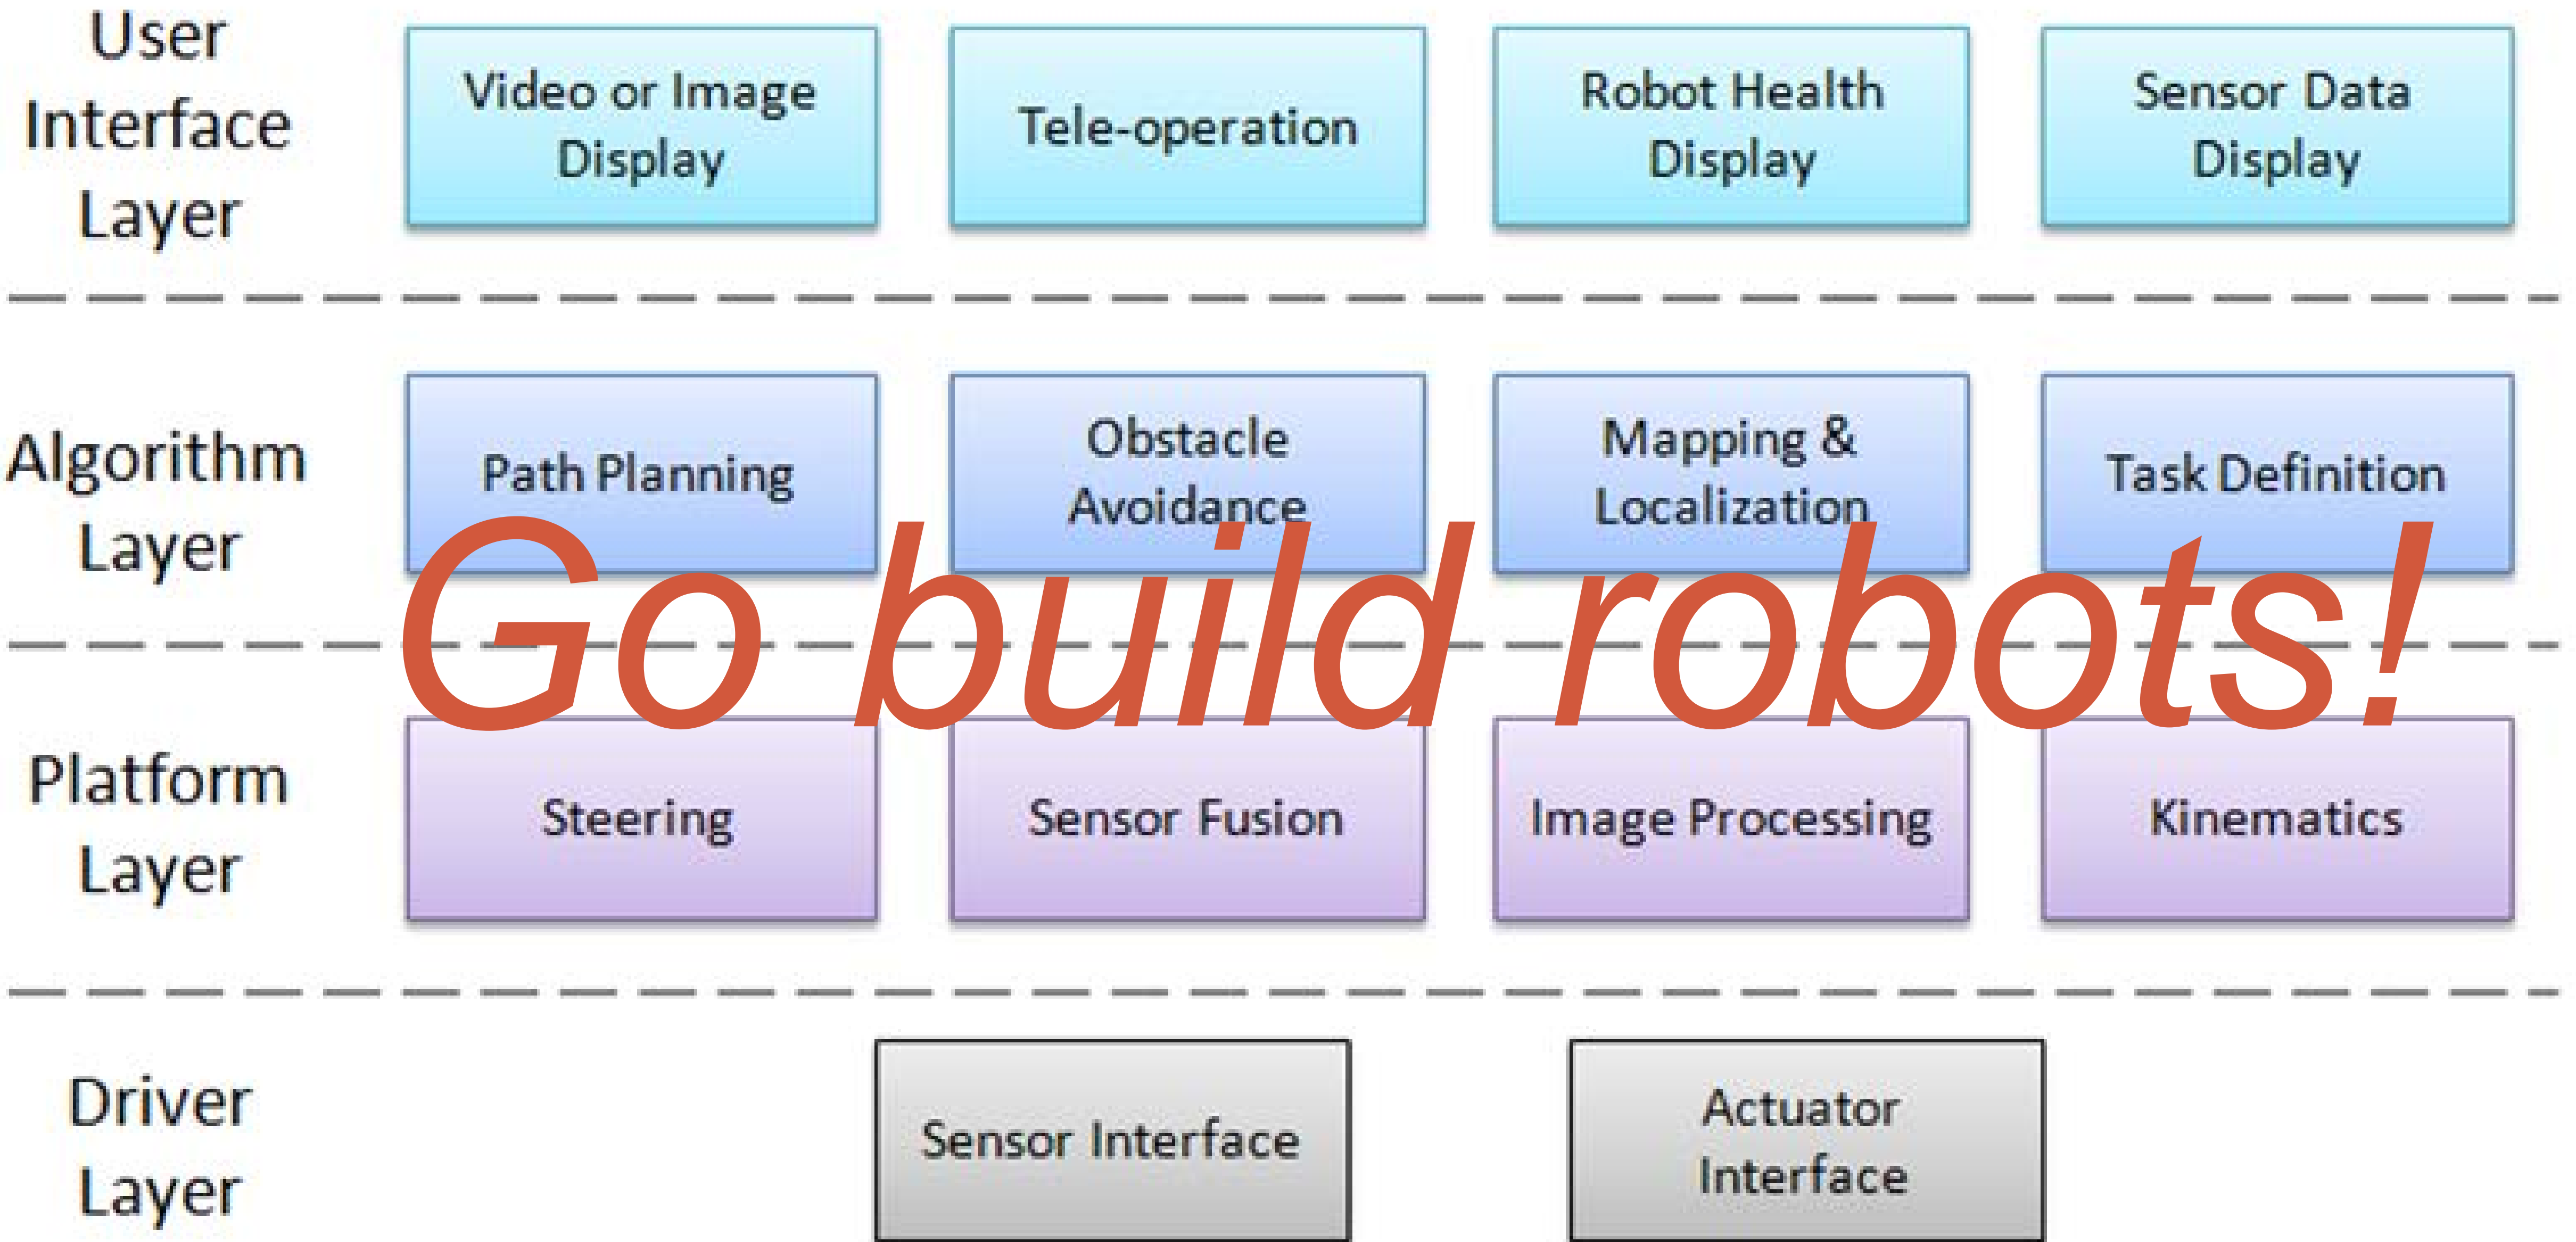 User
Interface
Layer
Video or Image
Display
Tele-operation
Robot Health
Display
Sensor Data
Display
Algorithm
Layer
Path Planning
Obstacle
Avoidance
Mapping &
Localization
Task Definition
Go build robots!
Platform
Layer
Steering
Sensor Fusion
Image Processing
Kinematics
Driver
Layer
Sensor Interface
Actuator
Interface